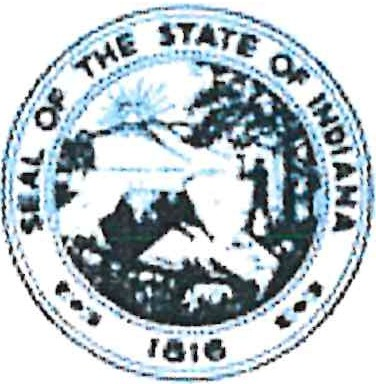 SEAL OF THE STATE OF INDIANA
1816